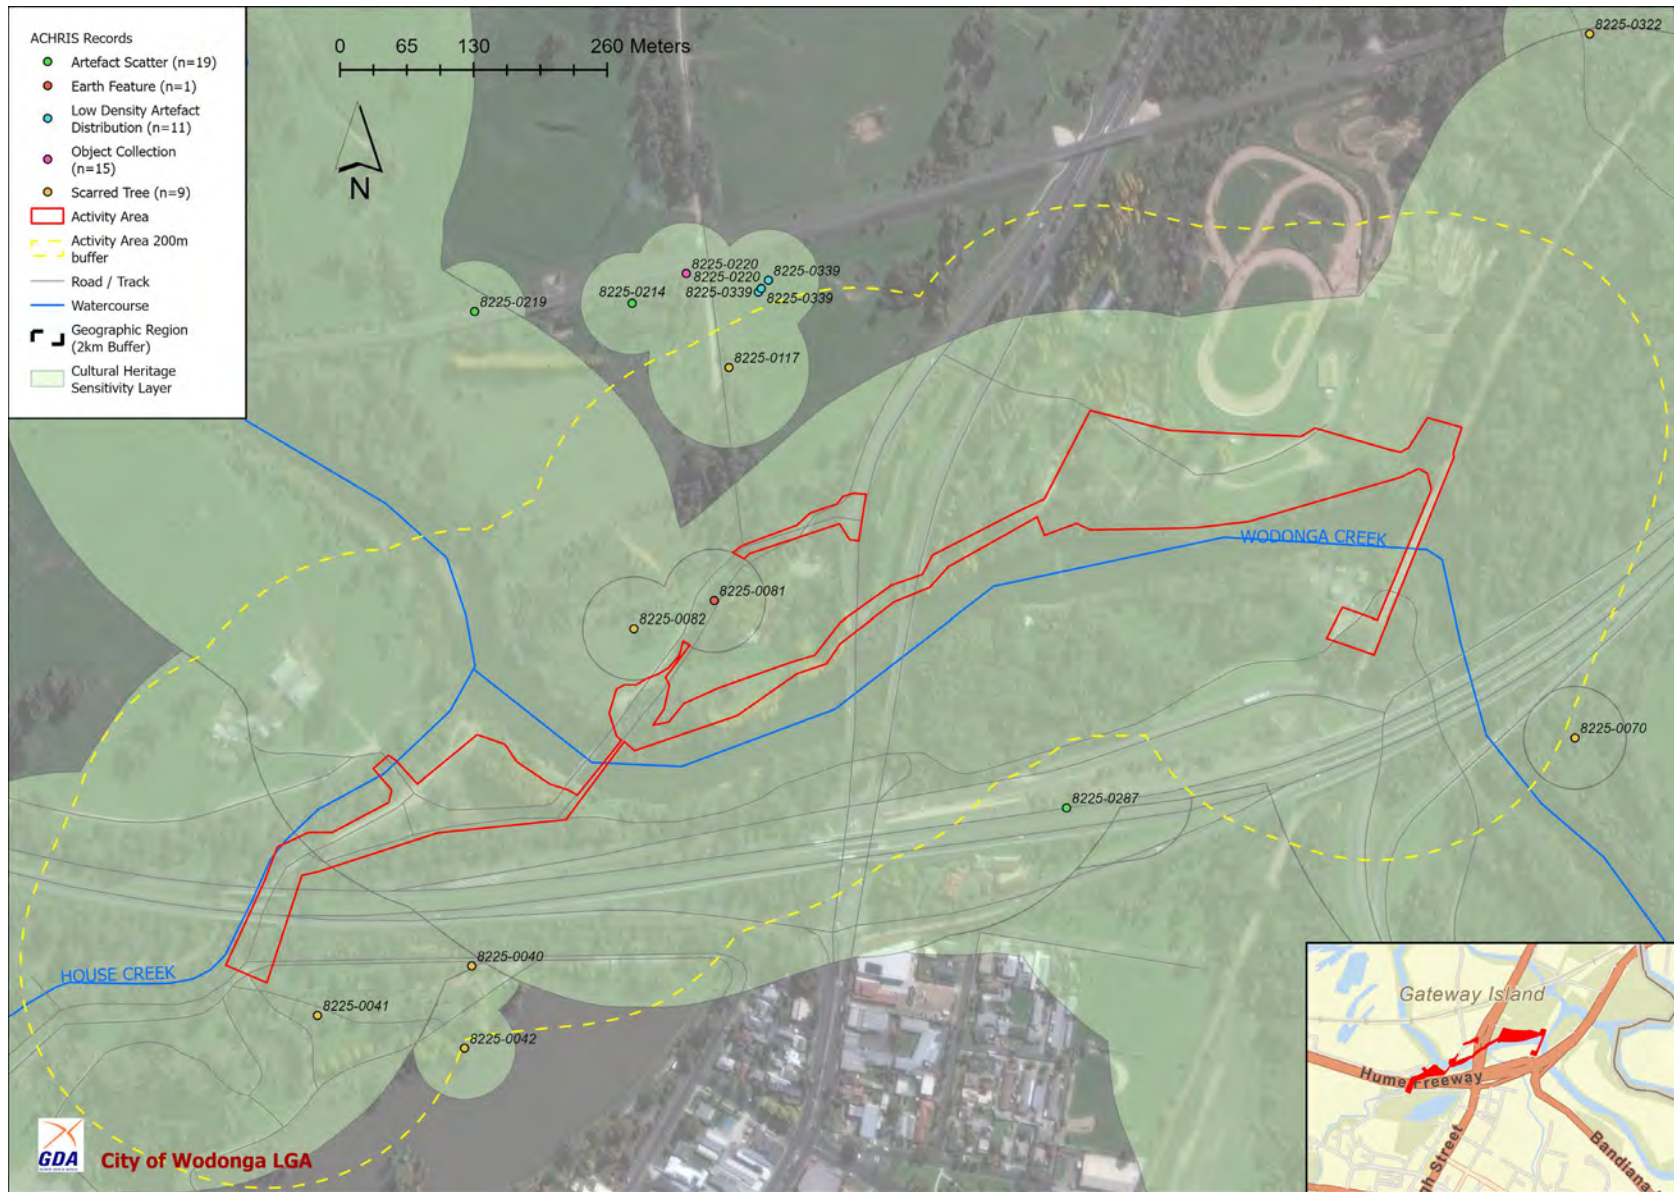 ACHRIS Records
Artefact Scatter (n=19)
Earth Feature (n=1)
Low Density Artefact
Distribution (n=11)
Object Collection
(n=15)
Scarred Tree (n=9)
Activity Area
Activity Area 200m
buffer
Road / Track
Watercourse
Geographic Region
(2km Buffer)
Cultural Heritage
Sensitivity Layer
0 65 130 260 Meters
N
8225-0322
8225-0220
8225-0220
8225-0339
8225-0339
8225-0339
8225-0214
8225-0219
8225-0117
8225-0081
8225-0082
WODONGA CREEK
8225-0070
8225-0287
8225-0040
HOUSE CREEK
8225-0041
8225-0042
GDA
City of Wodonga LGA
Gateway Island
Hume Freeway
gh Street
Bandiana